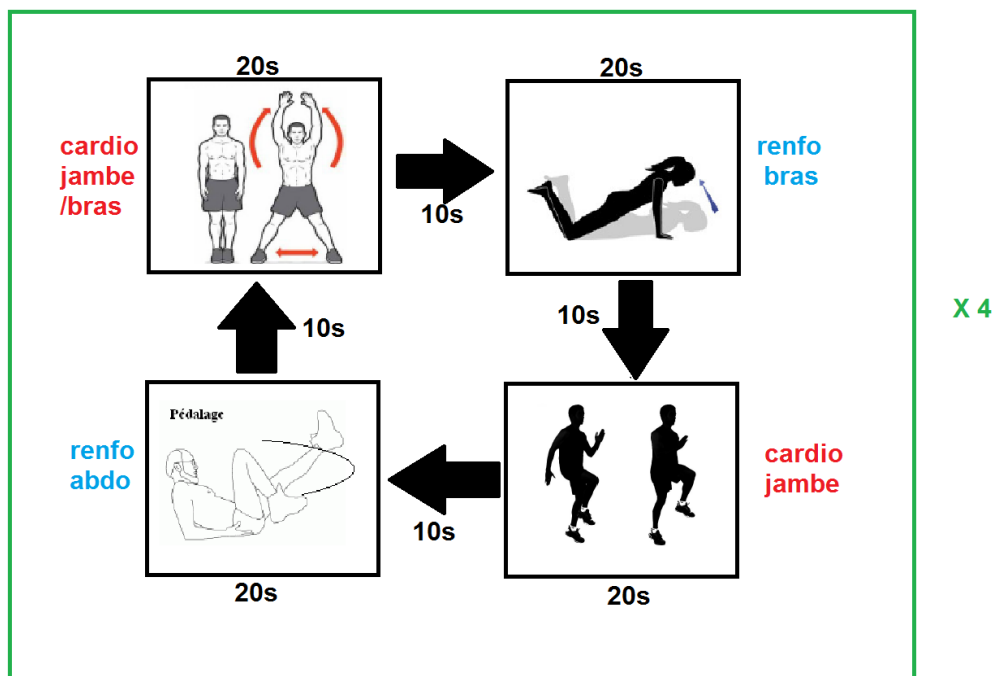 20s
20s
cardio
jambe
/bras
renfo
bras
10s
X 4
10s
10s
Pédalage
renfo
abdo
cardio
jambe
10s
20s
20s